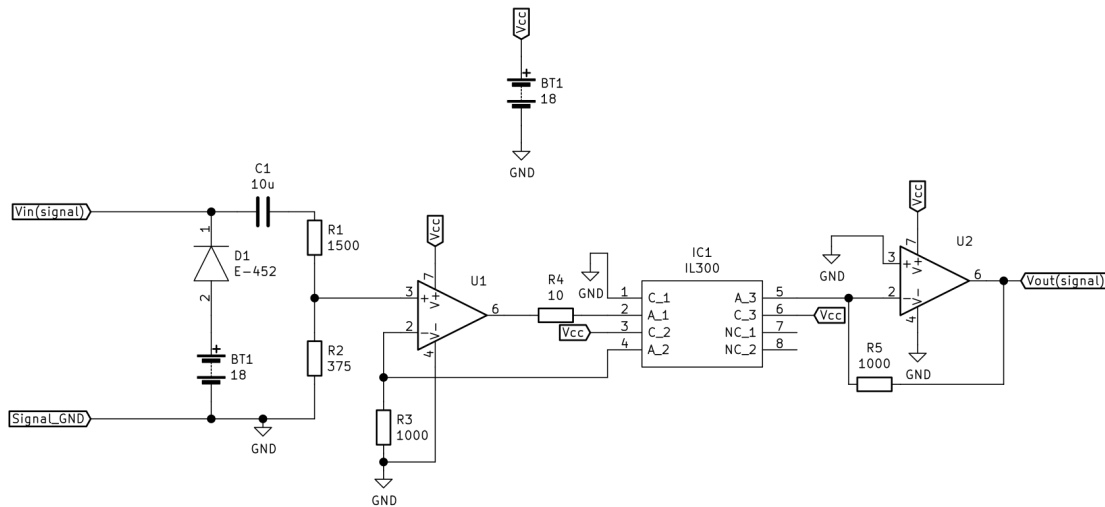 Vcc
+
BT1
18
GND
C1
10u
Vin(signal)
1
D1
E-452
2
+
BT1
18
Signal_GND
GND
R1
1500
R2
375
Vcc
7
U1
3
+
V+
2
−
V-
4
6
R3
1000
GND
R4
10
GND
Vcc
IC1
IL300
1 C_1 A_3 5
2 A_1 C_3 6
3 C_2 NC_1 7
4 A_2 NC_2 8
Vcc
GND
Vcc
7
U2
3
+
V+
2
−
V-
4
6
GND
R5
1000
Vout(signal)